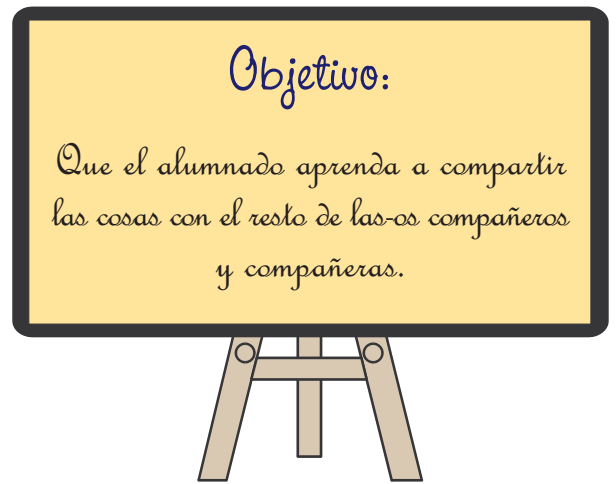 Objetivo:
Que el alumnado aprenda a compartir
las cosas con el resto de las-os compañeros
y compañeras.